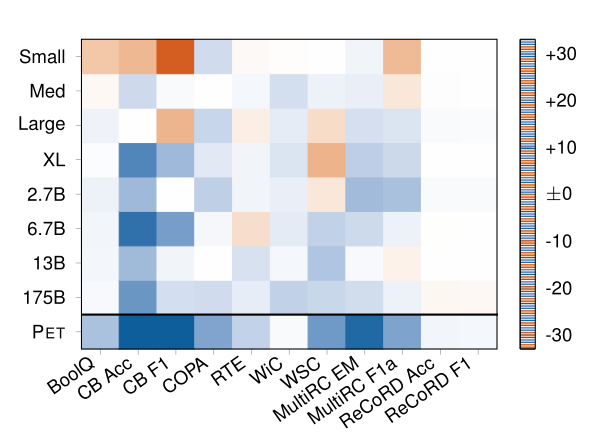 Small
Med
Large
XL
2.7B
6.7B
13B
175B
PET
BoolQ
CB Acc
CB F1
COPA
RTE
WiC
WSC
MultiRC EM
MultiRC F1a
ReCoRD Acc
ReCoRD F1
+30
+20
+10
±0
-10
-20
-30